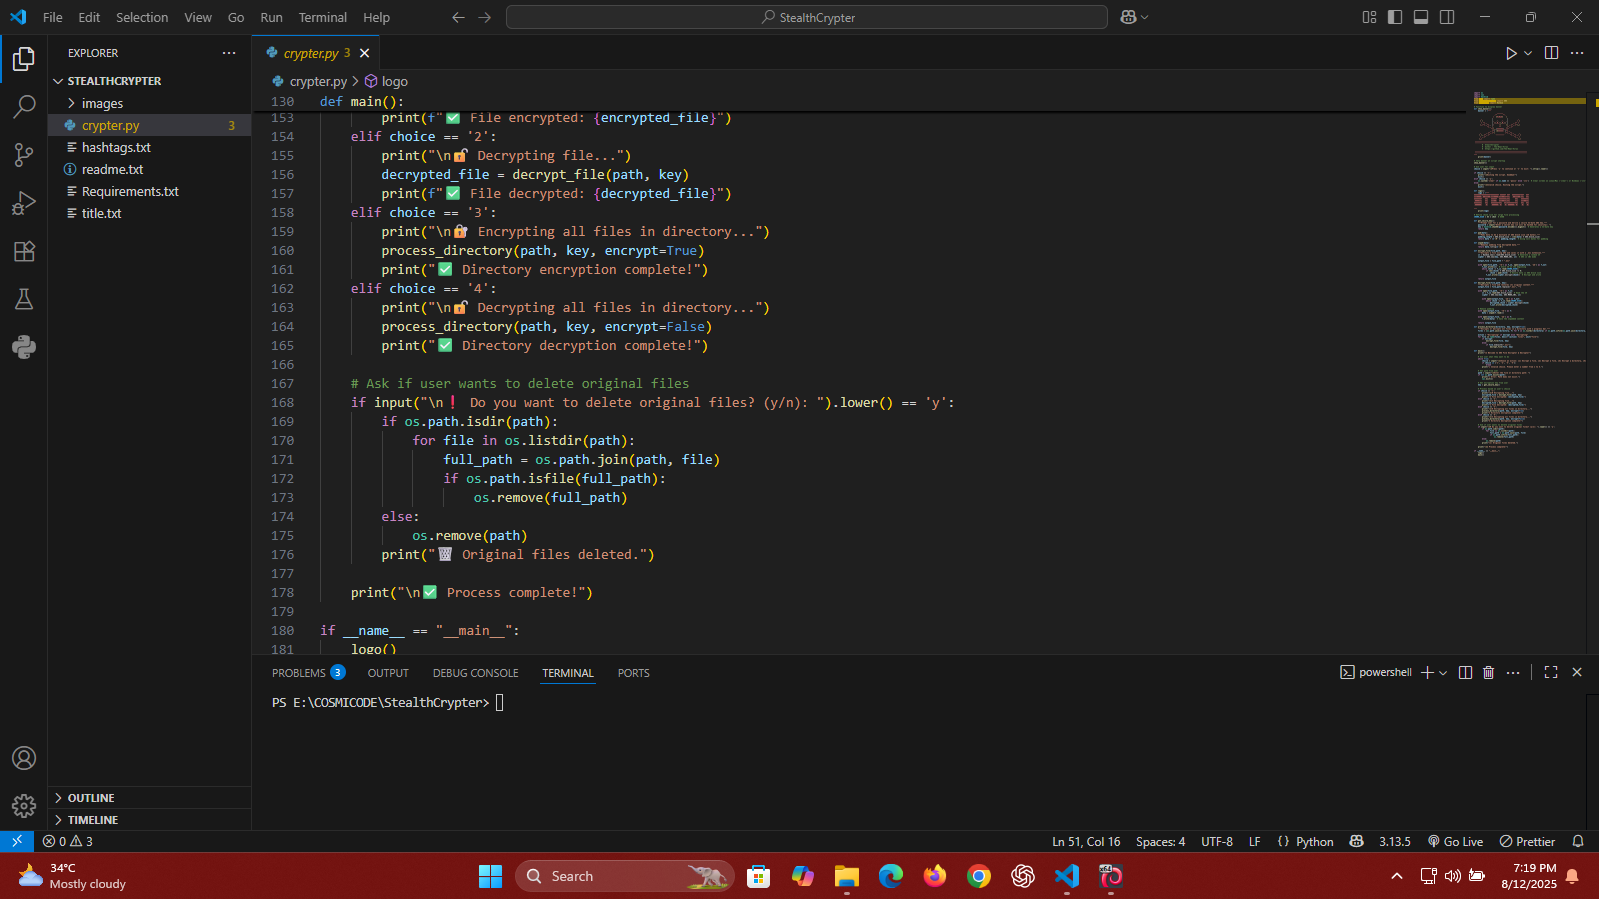 File Edit Selection View Go Run Terminal Help
StealthCrypter
EXPLORER
STEALTHCRYPTER
images
crypter.py 3
hashtags.txt
readme.txt
Requirements.txt
title.txt
OUTLINE
TIMELINE
crypter.py 3
crypter.py > logo
130 def main():
153 print(f"✅ File encrypted: {encrypted_file}")
154 elif choice == '2':
155 print("\n🔓 Decrypting file...")
156 decrypted_file = decrypt_file(path, key)
157 print(f"✅ File decrypted: {decrypted_file}")
158 elif choice == '3':
159 print("\n🔐 Encrypting all files in directory...")
160 process_directory(path, key, encrypt=True)
161 print("✅ Directory encryption complete!")
162 elif choice == '4':
163 print("\n🔓 Decrypting all files in directory...")
164 process_directory(path, key, encrypt=False)
165 print("✅ Directory decryption complete!")
166
167 # Ask if user wants to delete original files
168 if input("\n❗ Do you want to delete original files? (y/n): ").lower() == 'y':
169 if os.path.isdir(path):
170 for file in os.listdir(path):
171 full_path = os.path.join(path, file)
172 if os.path.isfile(full_path):
173 os.remove(full_path)
174 else:
175 os.remove(path)
176 print("🗑️ Original files deleted.")
177
178 print("\n✅ Process complete!")
179
180 if __name__ == "__main__":
181 logo()
PROBLEMS 3 OUTPUT DEBUG CONSOLE TERMINAL PORTS
powershell
PS E:\COSMICODE\StealthCrypter>
0 3
Ln 51, Col 16 Spaces: 4 UTF-8 LF {} Python 3.13.5 Go Live Prettier
34°C
Mostly cloudy
Search
7:19 PM
8/12/2025